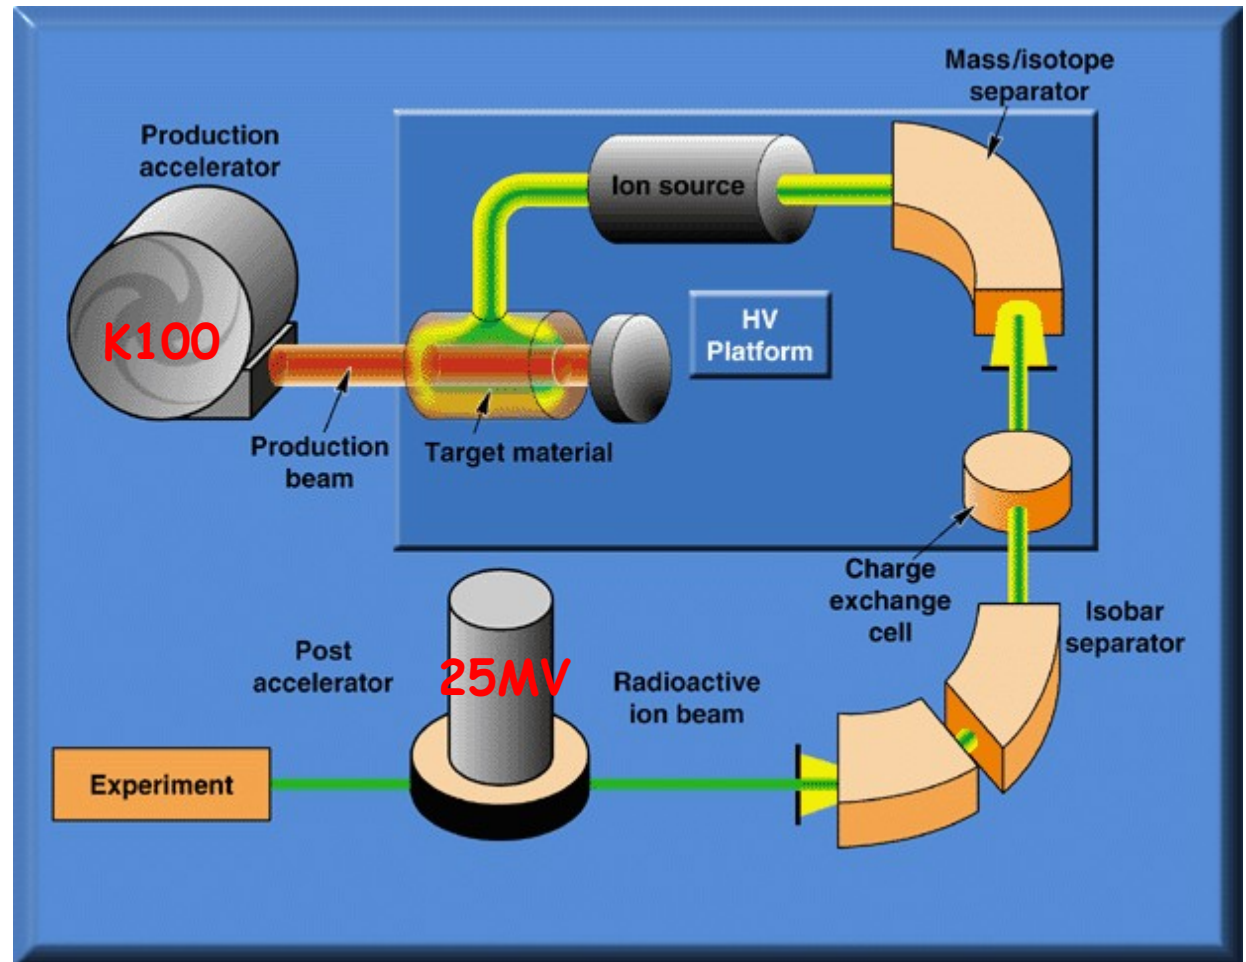 Mass/isotope
separator
Production
accelerator
Ion source
K100
HV
Platform
Production
beam
Target material
Charge
exchange
cell
Isobar
separator
Post
accelerator
25MV
Radioactive
ion beam
Experiment